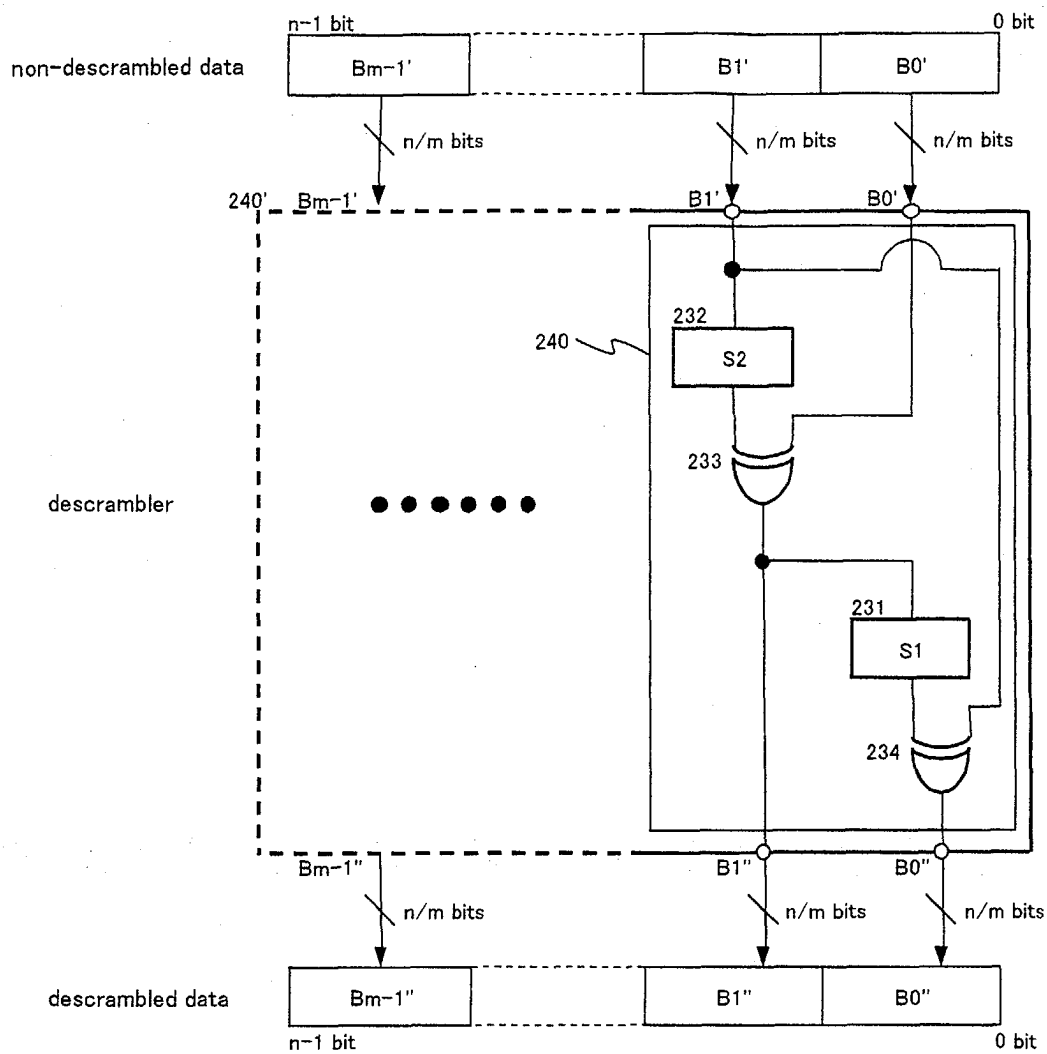 n-1 bit 0 bit
non-descrambled data Bm-1' B1' B0'
n/m bits n/m bits n/m bits
240' Bm-1' B1' B0'
232
240 S2
233
descrambler
231
S1
234
Bm-1" B1" B0"
n/m bits n/m bits n/m bits
descrambled data Bm-1" B1" B0"
n-1 bit 0 bit